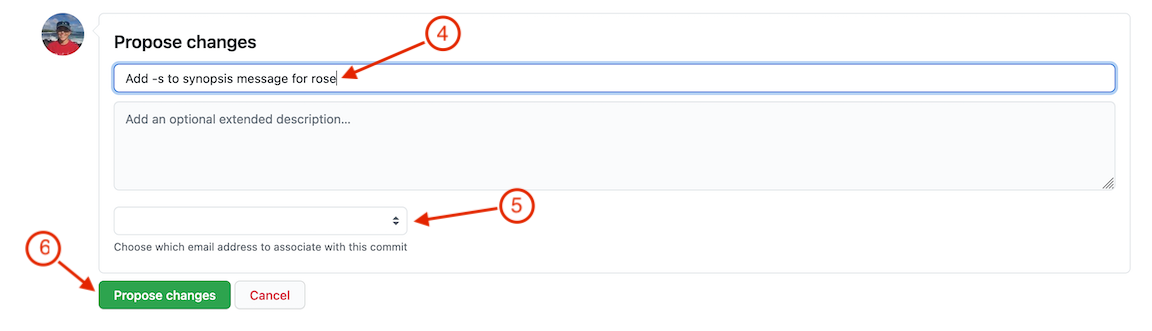 Propose changes
4
Add -s to synopsis message for rose
Add an optional extended description...
5
Choose which email address to associate with this commit
6
Propose changes
Cancel